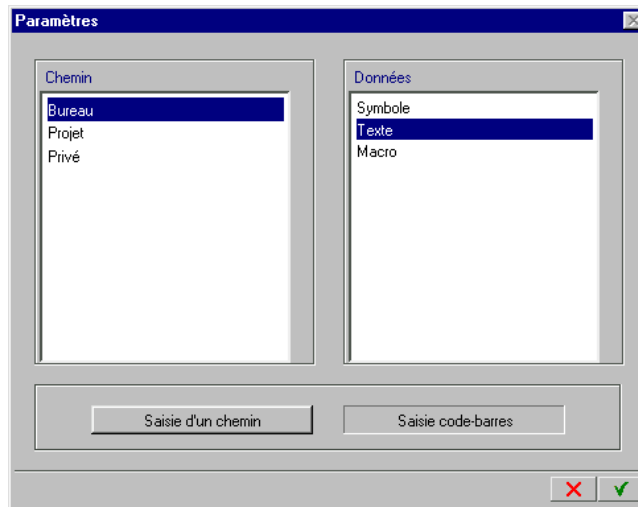 Paramètres
Chemin
Bureau
Projet
Privé
Données
Symbole
Texte
Macro
Saisie d'un chemin
Saisie code-barres